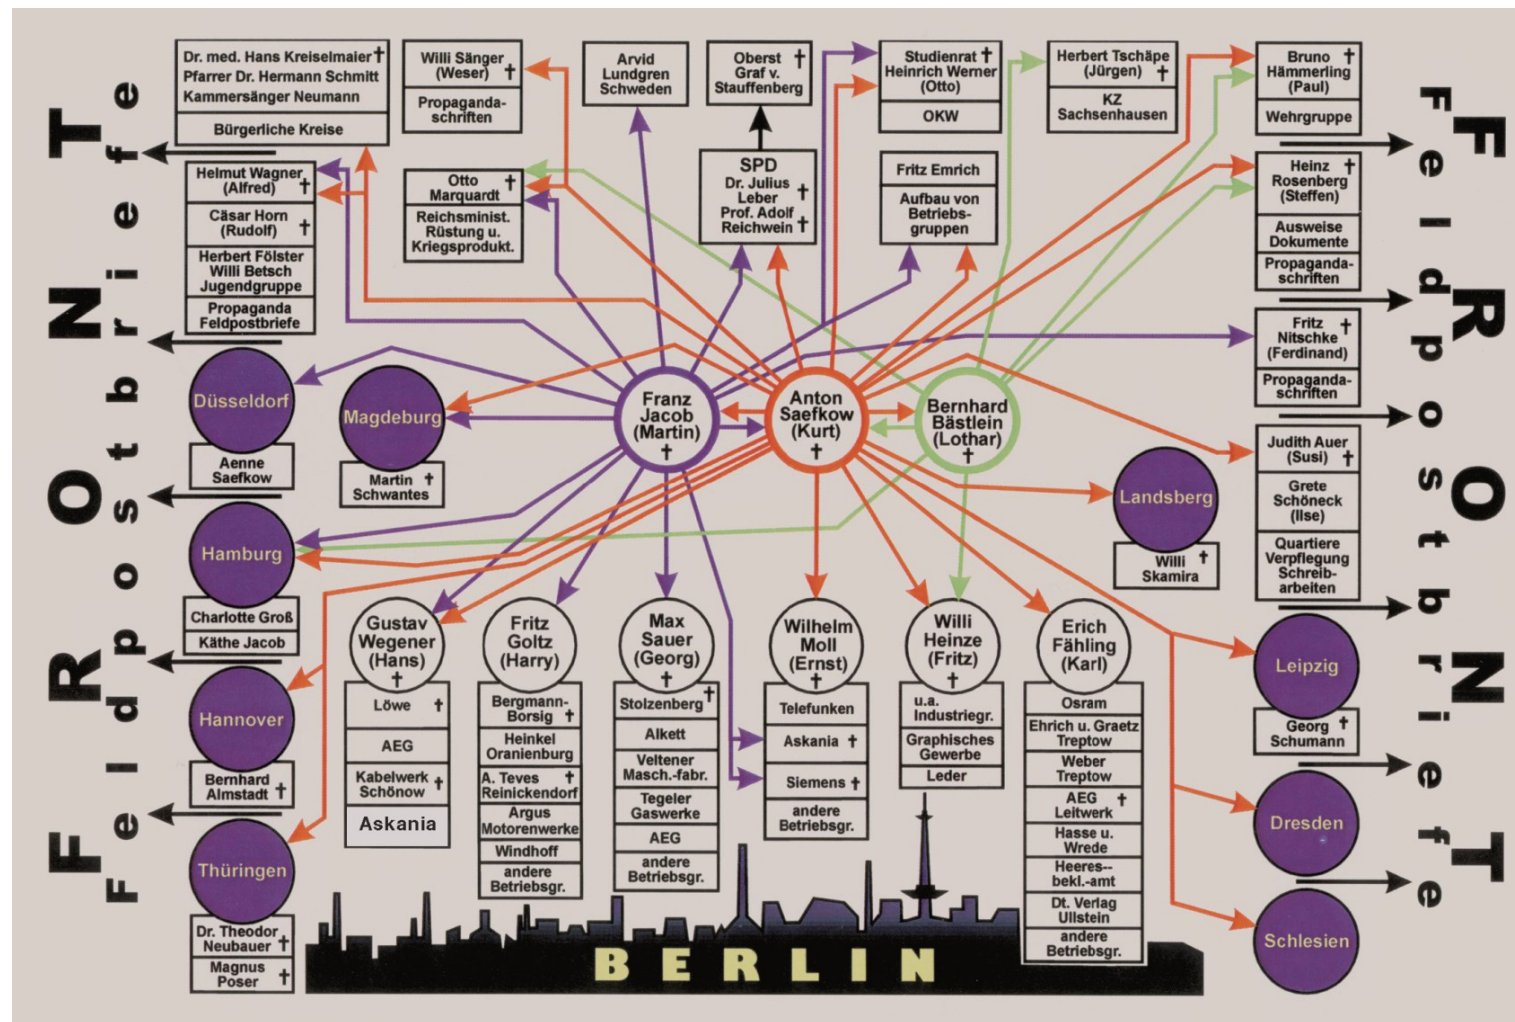 FRONT
Feldpostbriefe
Dr. med. Hans Kreiselmaier †
Pfarrer Dr. Hermann Schmitt
Kammersänger Neumann
Bürgerliche Kreise
Willi Sänger
(Weser) †
Propaganda-
schriften
Arvid
Lundgren
Schweden
Oberst †
Graf v.
Stauffenberg
Studienrat †
Heinrich Werner
(Otto)
OKW
Herbert Tschäpe
(Jürgen) †
KZ
Sachsenhausen
Bruno †
Hämmerling
(Paul)
Wehrgruppe
Helmut Wagner
(Alfred) †
Cäsar Horn
(Rudolf) †
Herbert Fölster
Willi Betsch
Jugendgruppe
Propaganda
Feldpostbriefe
Otto †
Marquardt
Reichsminist.
Rüstung u.
Kriegsprodukt.
SPD
Dr. Julius
Leber †
Prof. Adolf
Reichwein †
Fritz Emrich
Aufbau von
Betriebs-
gruppen
Heinz †
Rosenberg
(Steffen)
Ausweise
Dokumente
Propaganda-
schriften
Fritz †
Nitschke
(Ferdinand)
Propaganda-
schriften
Düsseldorf
Aenne
Saefkow
Magdeburg
Martin †
Schwantes
Franz
Jacob
(Martin)
†
Anton
Saefkow
(Kurt)
†
Bernhard
Bästlein
(Lothar)
†
Judith Auer
(Susi) †
Grete
Schöneck
(Ilse)
Quartiere
Verpflegung
Schreib-
arbeiten
Landsberg
Willi †
Skamira
Hamburg
Charlotte Groß
Käthe Jacob
Hannover
Bernhard
Almstadt †
Thüringen
Dr. Theodor
Neubauer †
Magnus
Poser †
Gustav
Wegener
(Hans)
†
Löwe †
AEG
Kabelwerk
Schönow †
Askania
Fritz
Goltz
(Harry)
Bergmann-
Borsig †
Heinkel
Oranienburg
A. Teves †
Reinickendorf
Argus
Motorenwerke
Windhoff
andere
Betriebsgr.
Max
Sauer
(Georg)
†
Stolzenberg †
Alkett
Veltener
Masch.-fabr.
Tegeler
Gaswerke
AEG
andere
Betriebsgr.
Wilhelm
Moll
(Ernst)
†
Telefunken
Askania †
Siemens †
andere
Betriebsgr.
Willi
Heinze
(Fritz)
†
u.a.
Industriegr.
Graphisches
Gewerbe
Leder
Erich
Fähling
(Karl)
Osram
Ehrich u. Graetz
Treptow
Weber
Treptow
AEG †
Leitwerk
Hasse u.
Wrede
Heeres--
bekl.-amt
Dt. Verlag
Ullstein
andere
Betriebsgr.
Leipzig
Georg †
Schumann
Dresden
Schlesien
BERLIN
FRONT
Feldpostbriefe